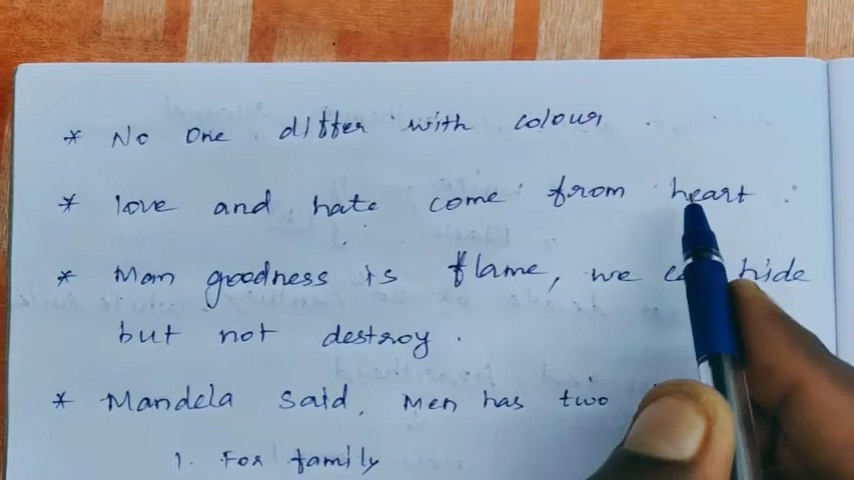 * No one differ with colour.
* love and hate come from heart.
* Man goodness is flame, we hide
but not destroy.
* Mandela said, Men has two
1. For family